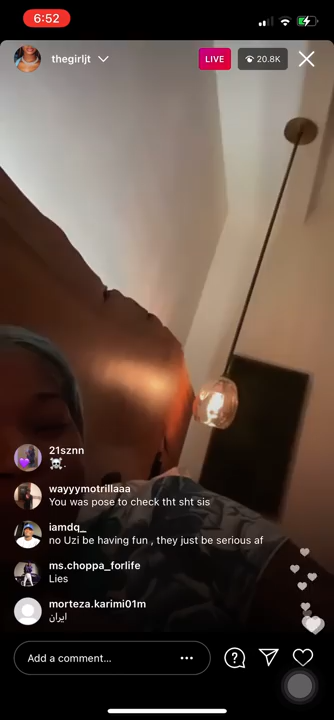 6:52
thegirljt
LIVE
20.8K
21sznn
☠️.
wayyymotrillaaa
You was pose to check tht sht sis
iamdq_
no Uzi be having fun , they just be serious af
ms.choppa_forlife
Lies
morteza.karimi01m
ایران
Add a comment...